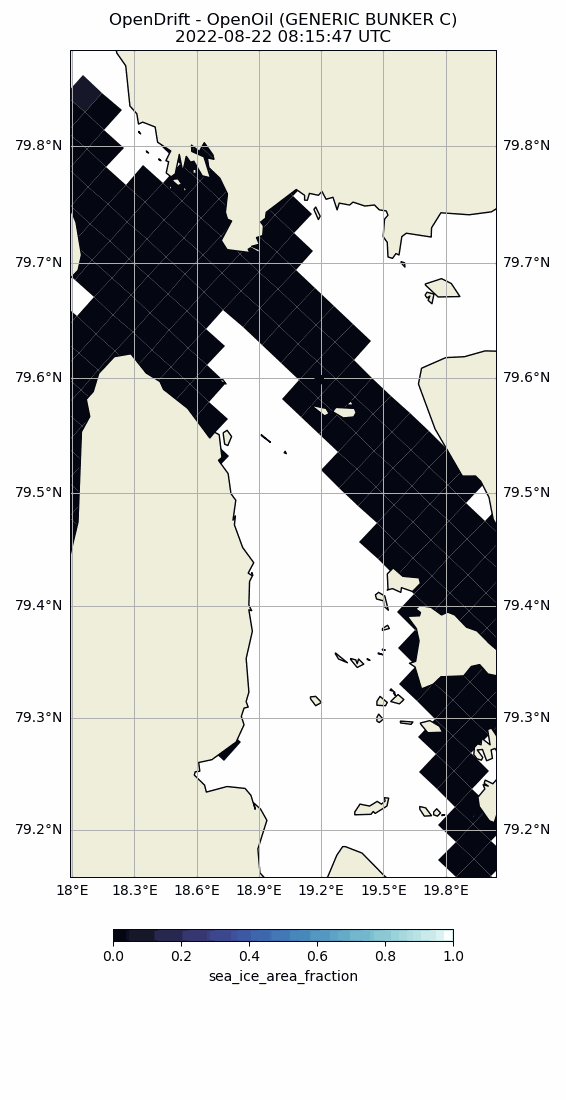 OpenDrift - OpenOil (GENERIC BUNKER C)
2022-08-22 08:15:47 UTC
79.8°N 79.8°N
79.7°N 79.7°N
79.6°N 79.6°N
79.5°N 79.5°N
79.4°N 79.4°N
79.3°N 79.3°N
79.2°N 79.2°N
18°E 18.3°E 18.6°E 18.9°E 19.2°E 19.5°E 19.8°E
0.0 0.2 0.4 0.6 0.8 1.0
sea_ice_area_fraction